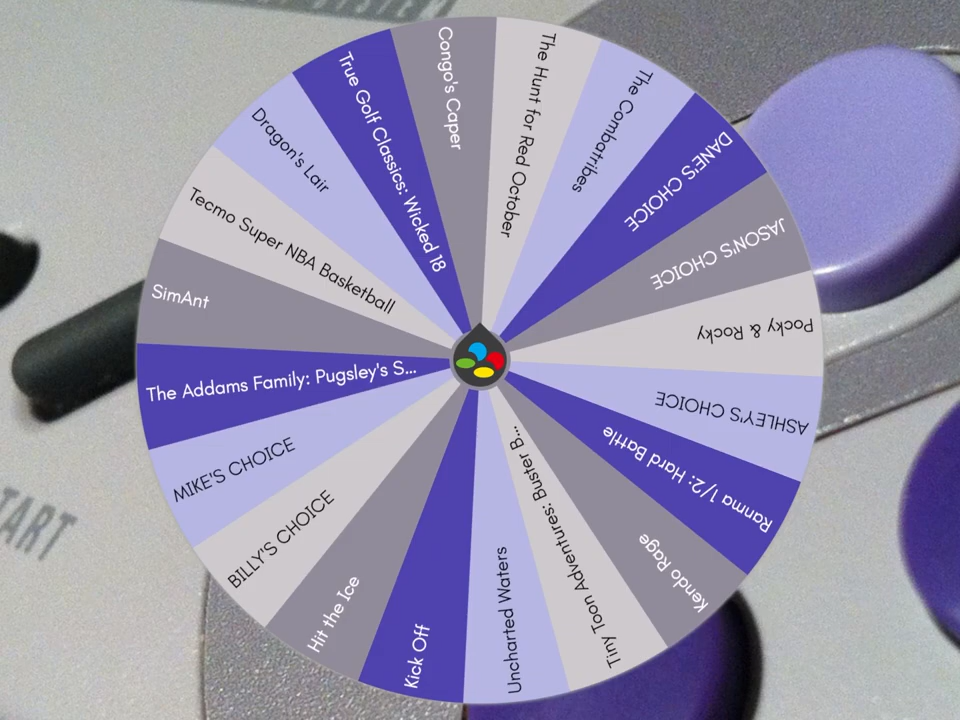 SYSTEM
Congo's Caper
The Hunt for Red October
The Combatribes
DANE'S CHOICE
JASON'S CHOICE
Pocky & Rocky
ASHLEY'S CHOICE
Ranma 1/2: Hard Battle
Kendo Rage
Tiny Toon Adventures: Buster B...
Uncharted Waters
Kick Off
Hit the Ice
BILLY'S CHOICE
MIKE'S CHOICE
The Addams Family: Pugsley's S...
SimAnt
Tecmo Super NBA Basketball
Dragon's Lair
True Golf Classics: Wicked 18
TART